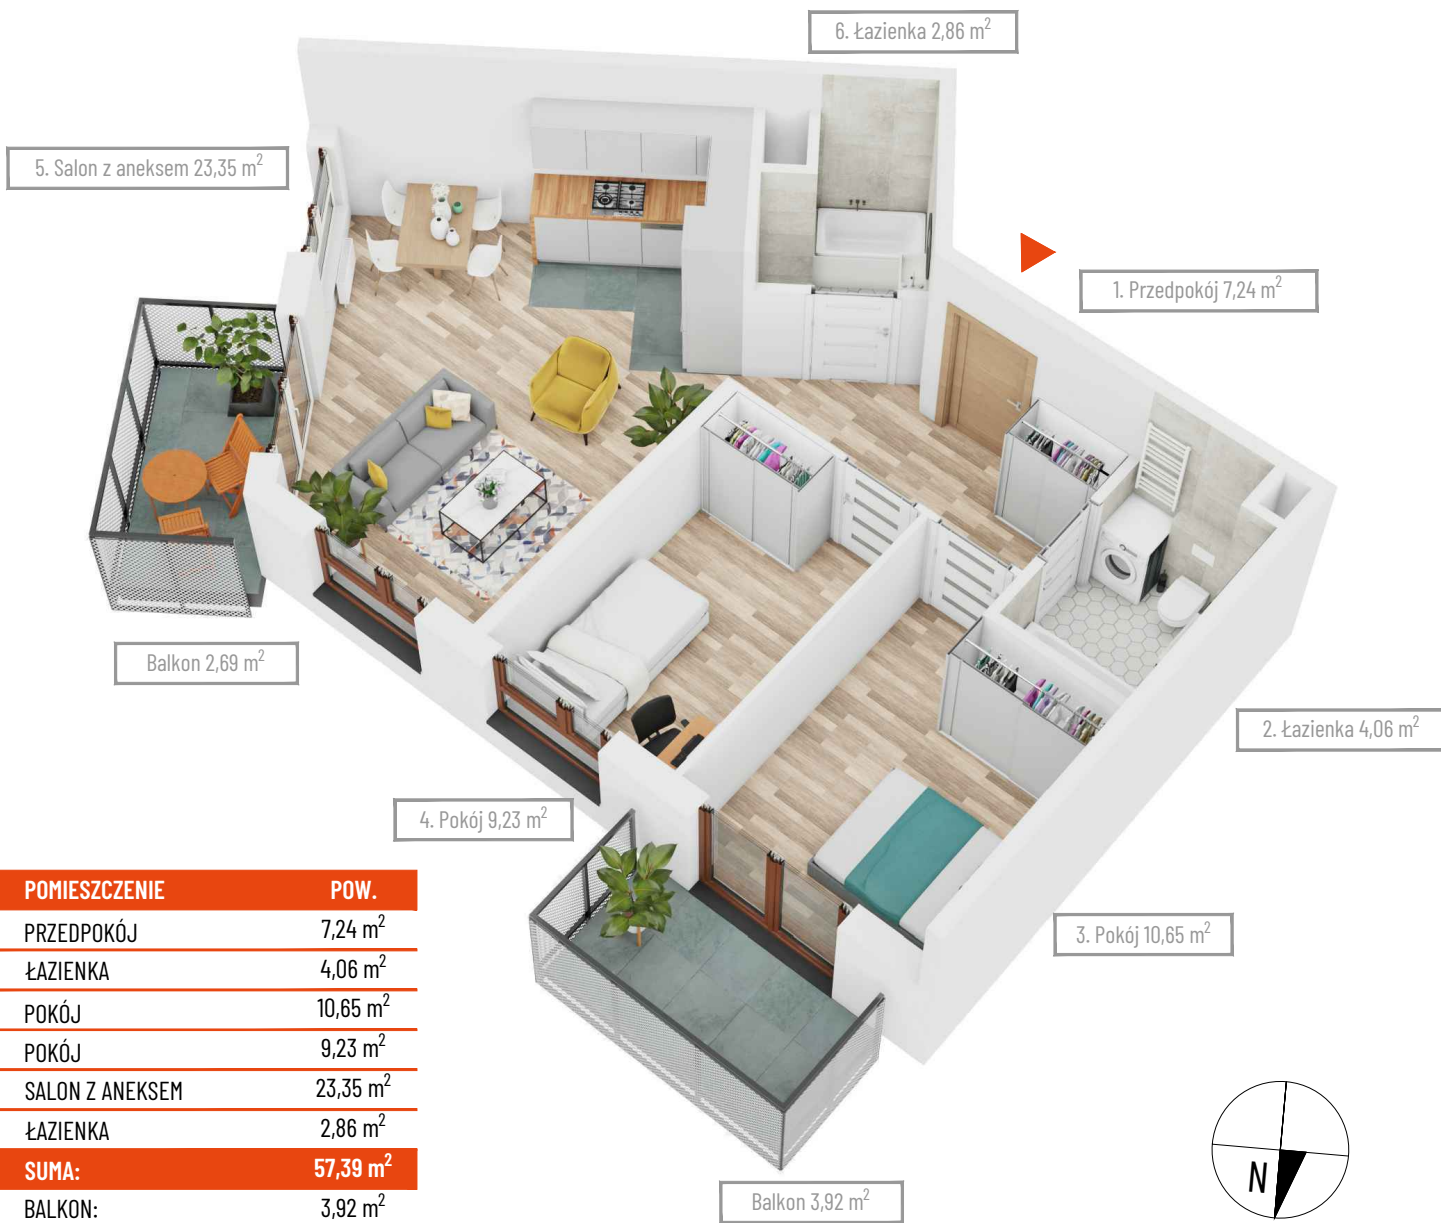 6. Łazienka 2,86 m²
5. Salon z aneksem 23,35 m²
1. Przedpokój 7,24 m²
Balkon 2,69 m²
2. Łazienka 4,06 m²
4. Pokój 9,23 m²
3. Pokój 10,65 m²
Balkon 3,92 m²
POMIESZCZENIE POW.
PRZEDPOKÓJ 7,24 m²
ŁAZIENKA 4,06 m²
POKÓJ 10,65 m²
POKÓJ 9,23 m²
SALON Z ANEKSEM 23,35 m²
ŁAZIENKA 2,86 m²
SUMA: 57,39 m²
BALKON: 3,92 m²
N